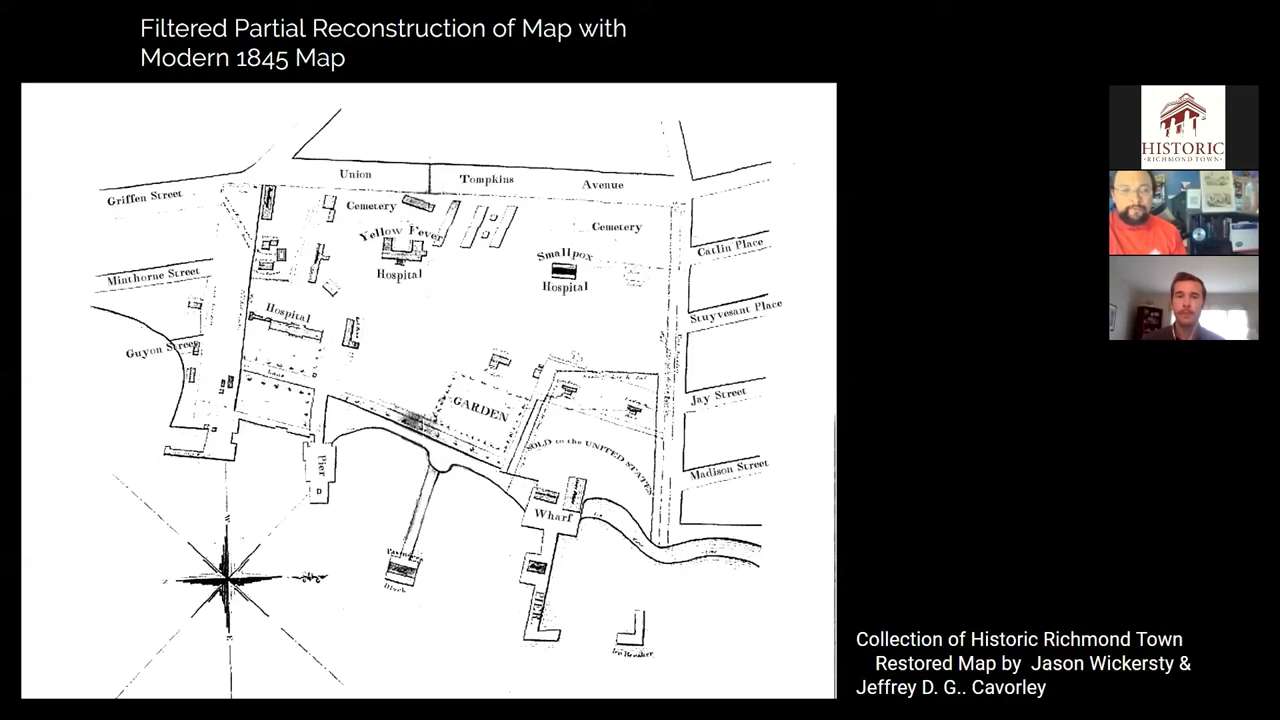 Filtered Partial Reconstruction of Map with
Modern 1845 Map
HISTORIC
RICHMOND TOWN
Union
Tompkins
Avenue
Griffen Street
Cemetery
Cemetery
Yellow Fever
Hospital
Smallpox
Hospital
Catlin Place
Minthorne Street
Stuyvesant Place
Hospital
Guyon Street
Jay Street
GARDEN
SOLD to the UNITED STATES
Madison Street
Pier
Wharf
PIER
Collection of Historic Richmond Town
Restored Map by Jason Wickersty &
Jeffrey D. G.. Cavorley